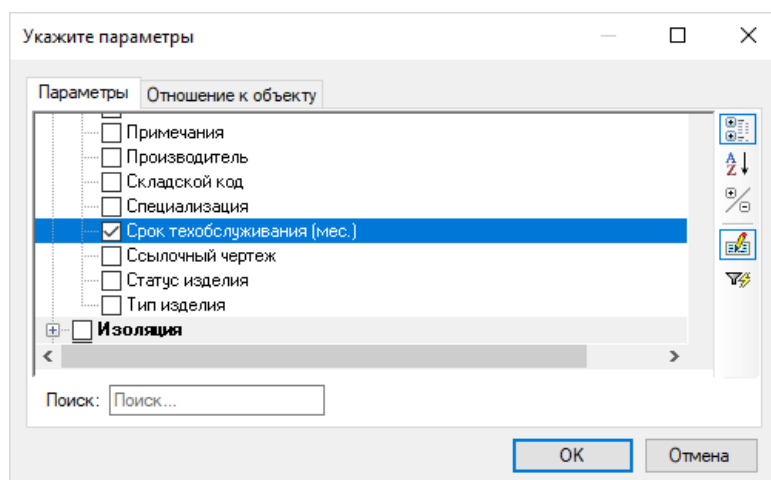 Укажите параметры
Параметры Отношение к объекту
Примечания
Производитель
Складской код
Специализация
Срок техобслуживания (мес.)
Ссылочный чертеж
Статус изделия
Тип изделия
Изоляция
Поиск: Поиск...
OK Отмена